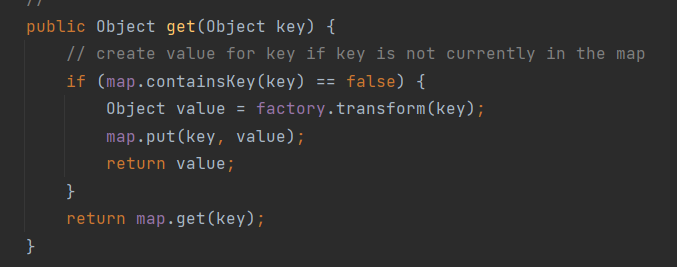 //
public Object get(Object key) {
// create value for key if key is not currently in the map
if (map.containsKey(key) == false) {
Object value = factory.transform(key);
map.put(key, value);
return value;
}
return map.get(key);
}